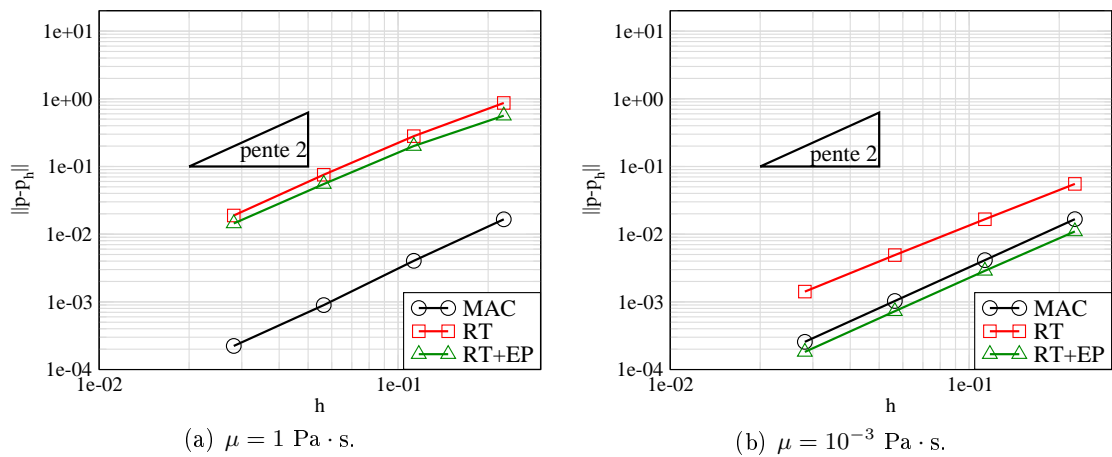 1e+01
1e+00
1e-01
1e-02
1e-03
1e-04
||p-p_h||
pente 2
MAC
RT
RT+EP
1e-02
1e-01
h
(a) μ = 1 Pa · s.
1e+01
1e+00
1e-01
1e-02
1e-03
1e-04
||p-p_h||
pente 2
MAC
RT
RT+EP
1e-02
1e-01
h
(b) μ = 10⁻³ Pa · s.